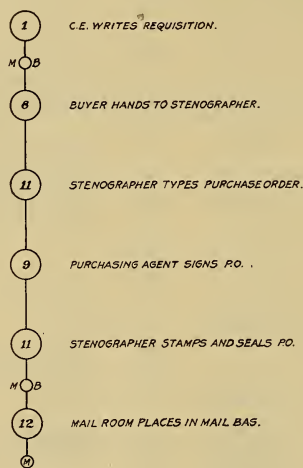 1 C.E. WRITES REQUISITION.
M B
8 BUYER HANDS TO STENOGRAPHER.
11 STENOGRAPHER TYPES PURCHASE ORDER.
9 PURCHASING AGENT SIGNS P.O.
11 STENOGRAPHER STAMPS AND SEALS P.O.
M B
12 MAIL ROOM PLACES IN MAIL BAG.
M